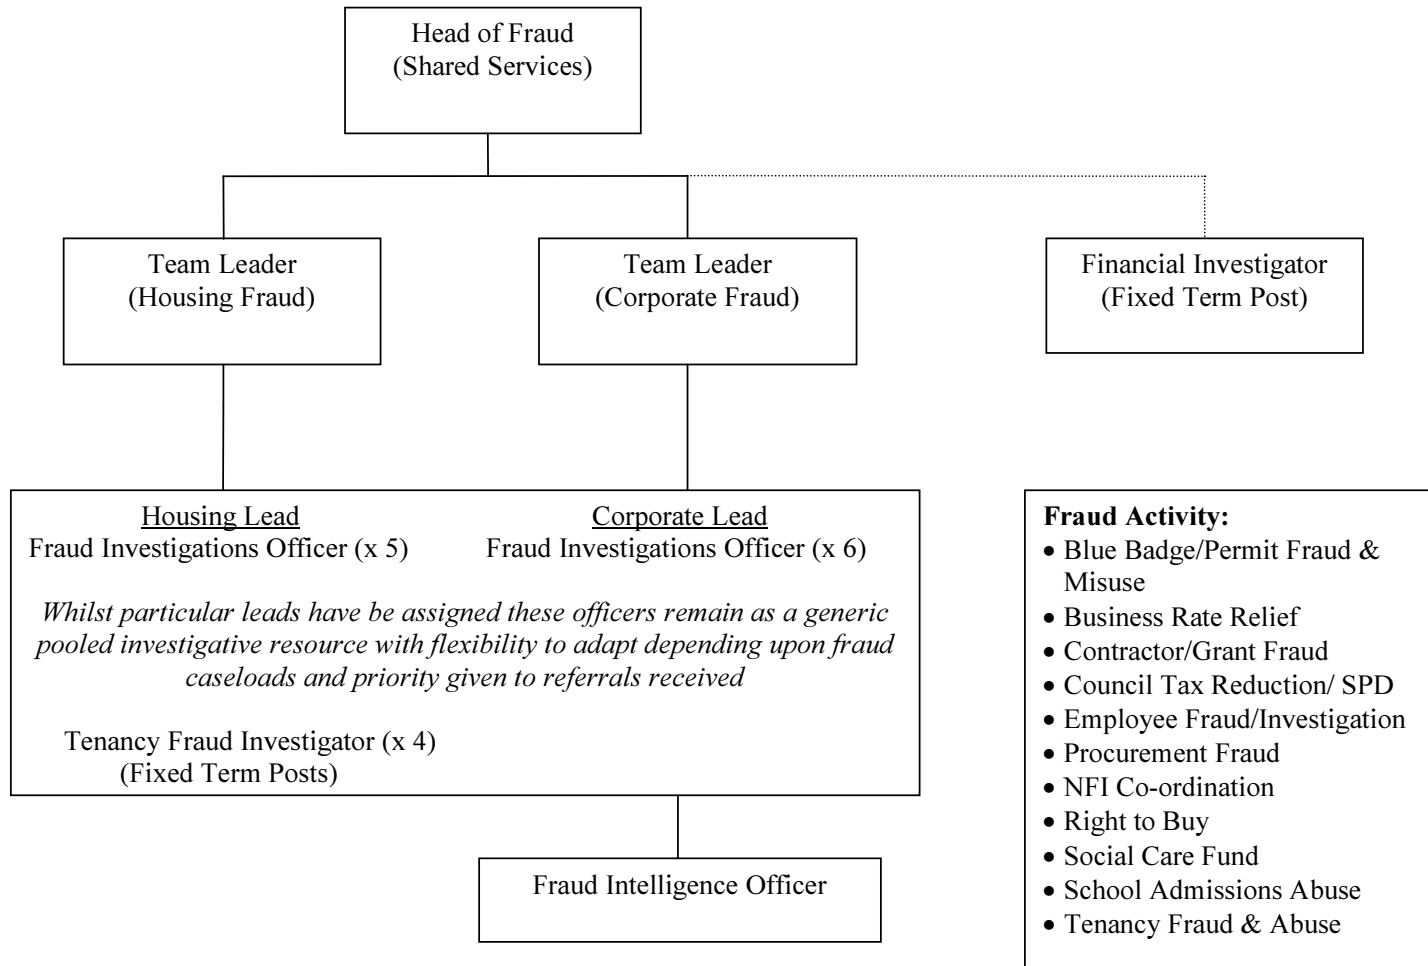 Head of Fraud
(Shared Services)
Team Leader
(Housing Fraud)
Team Leader
(Corporate Fraud)
Financial Investigator
(Fixed Term Post)
Housing Lead
Fraud Investigations Officer (x 5)
Corporate Lead
Fraud Investigations Officer (x 6)
Whilst particular leads have be assigned these officers remain as a generic
pooled investigative resource with flexibility to adapt depending upon fraud
caseloads and priority given to referrals received
Tenancy Fraud Investigator (x 4)
(Fixed Term Posts)
Fraud Intelligence Officer
Fraud Activity:
• Blue Badge/Permit Fraud &
Misuse
• Business Rate Relief
• Contractor/Grant Fraud
• Council Tax Reduction/ SPD
• Employee Fraud/Investigation
• Procurement Fraud
• NFI Co-ordination
• Right to Buy
• Social Care Fund
• School Admissions Abuse
• Tenancy Fraud & Abuse